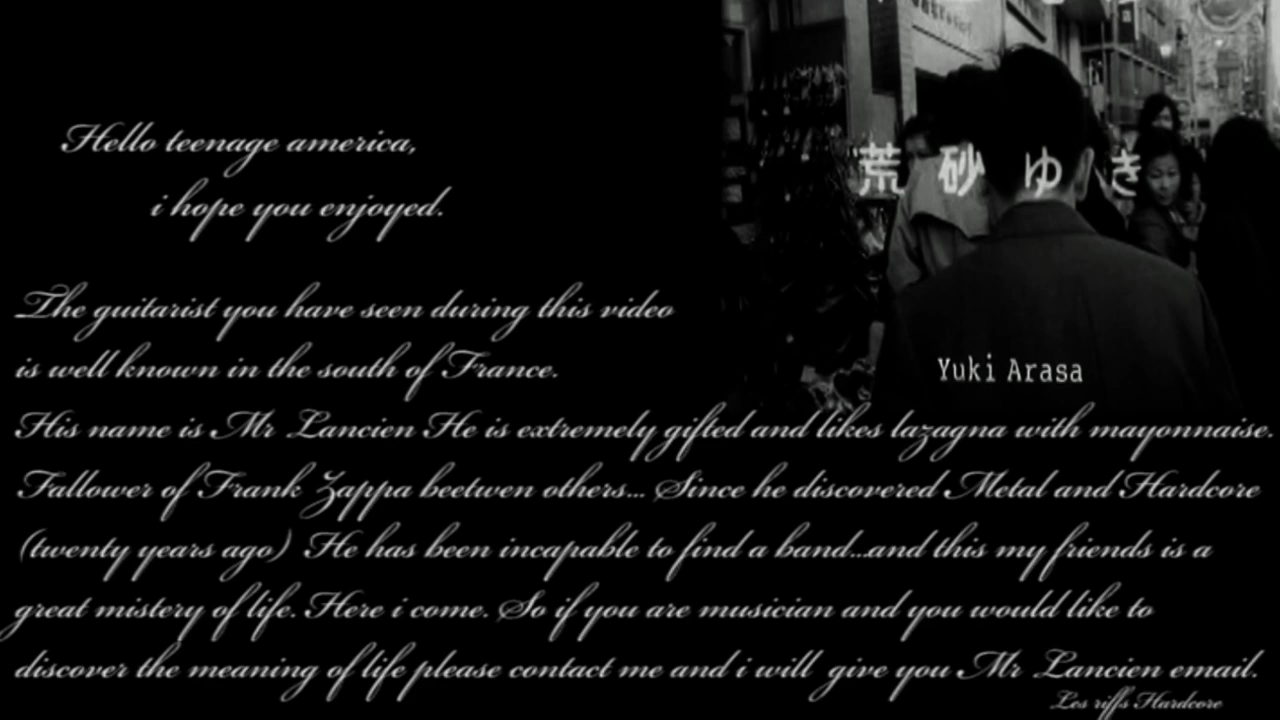 Hello teenage america,
i hope you enjoyed.
荒 砂 ゆ き
Yuki Arasa
The guitarist you have seen during this video
is well known in the south of France.
His name is Mr Lancien He is extremely gifted and likes lazagna with mayonnaise.
Fallower of Frank Zappa beetwen others... Since he discovered Metal and Hardcore
(twenty years ago) He has been incapable to find a band...and this my friends is a
great mistery of life. Here i come. So if you are musician and you would like to
discover the meaning of life please contact me and i will give you Mr Lancien email.
Les riffs Hardcore